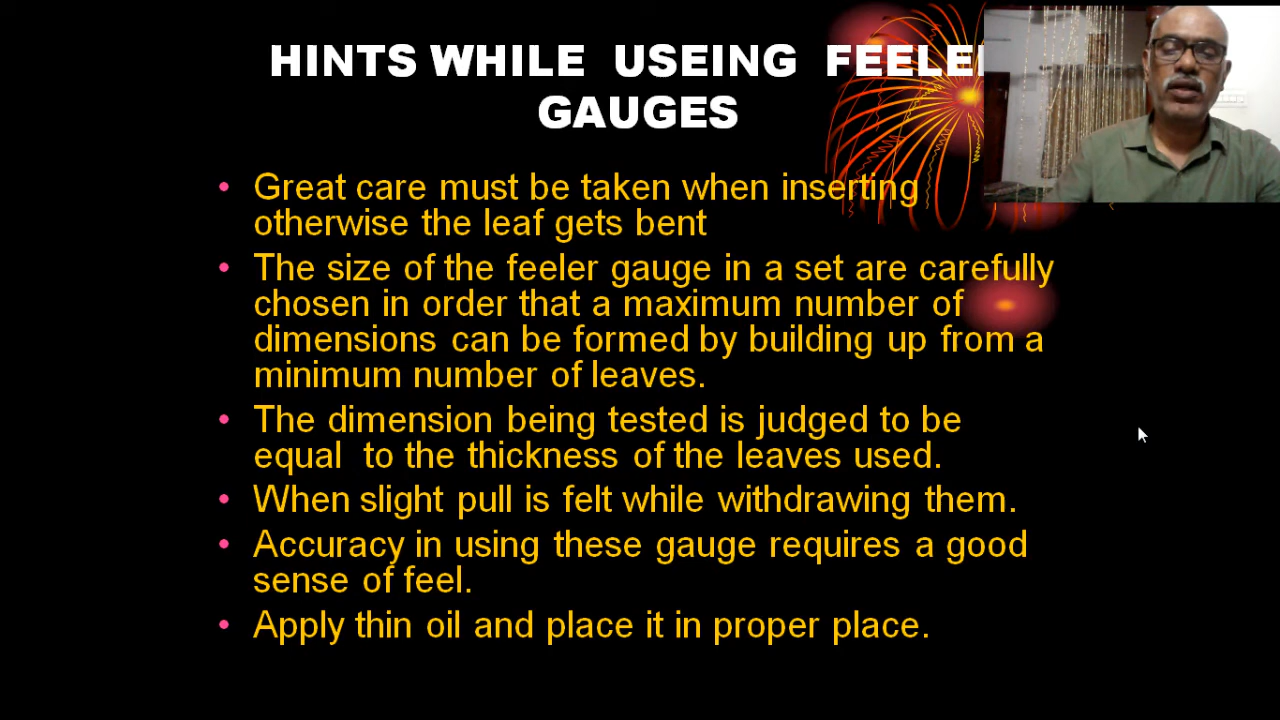 HINTS WHILE USEING FEELE
GAUGES
• Great care must be taken when inserting
otherwise the leaf gets bent
• The size of the feeler gauge in a set are carefully
chosen in order that a maximum number of
dimensions can be formed by building up from a
minimum number of leaves.
• The dimension being tested is judged to be
equal to the thickness of the leaves used.
• When slight pull is felt while withdrawing them.
• Accuracy in using these gauge requires a good
sense of feel.
• Apply thin oil and place it in proper place.